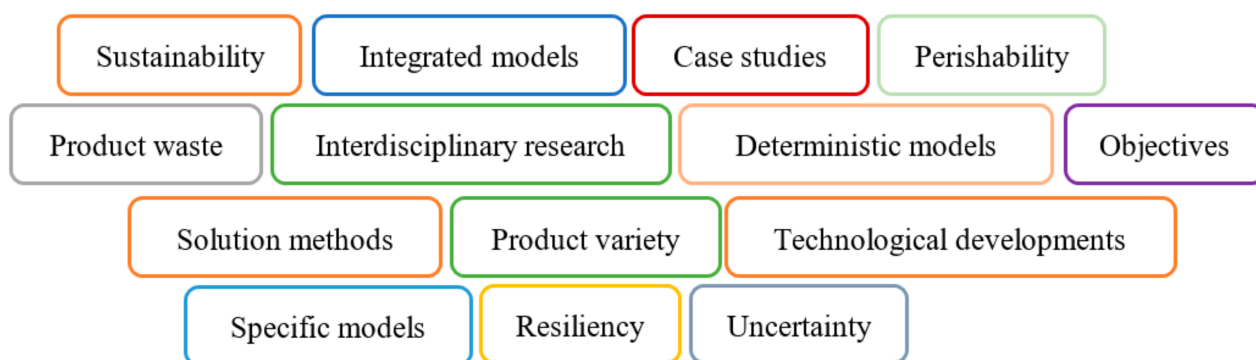 Sustainability Integrated models Case studies Perishability
Product waste Interdisciplinary research Deterministic models Objectives
Solution methods Product variety Technological developments
Specific models Resiliency Uncertainty